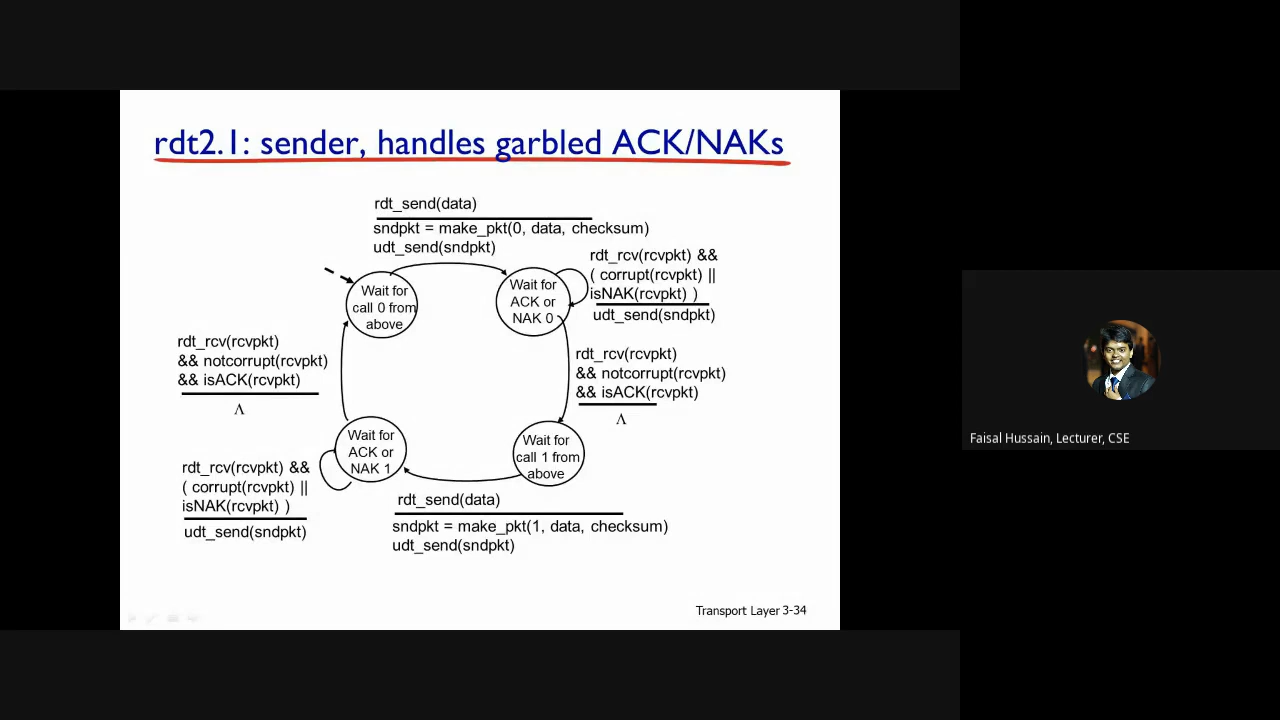 rdt2.1: sender, handles garbled ACK/NAKs
rdt_send(data)
sndpkt = make_pkt(0, data, checksum)
udt_send(sndpkt)
Wait for
call 0 from
above
Wait for
ACK or
NAK 0
rdt_rcv(rcvpkt) &&
( corrupt(rcvpkt) ||
isNAK(rcvpkt) )
udt_send(sndpkt)
rdt_rcv(rcvpkt)
&& notcorrupt(rcvpkt)
&& isACK(rcvpkt)
Λ
rdt_rcv(rcvpkt)
&& notcorrupt(rcvpkt)
&& isACK(rcvpkt)
Λ
Wait for
ACK or
NAK 1
Wait for
call 1 from
above
rdt_rcv(rcvpkt) &&
( corrupt(rcvpkt) ||
isNAK(rcvpkt) )
udt_send(sndpkt)
rdt_send(data)
sndpkt = make_pkt(1, data, checksum)
udt_send(sndpkt)
Transport Layer 3-34
Faisal Hussain, Lecturer, CSE